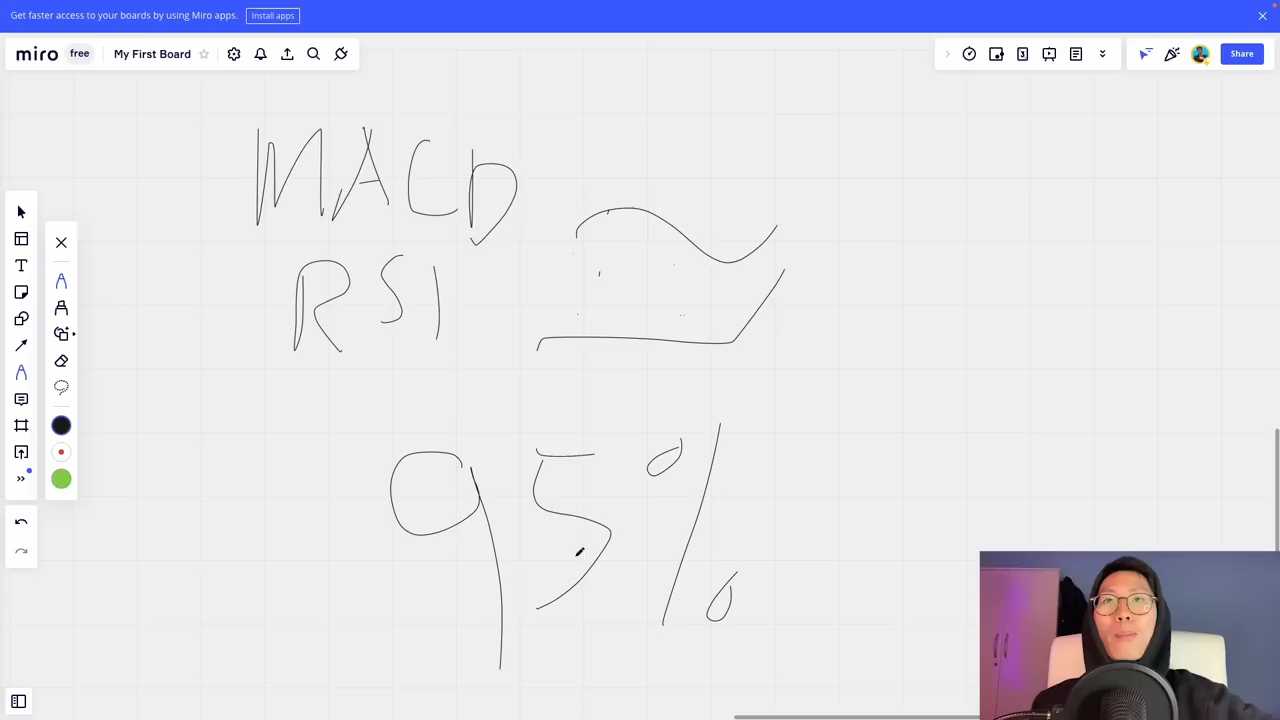 Get faster access to your boards by using Miro apps. Install apps
miro free My First Board
3
Share
MACD
RSI
95%